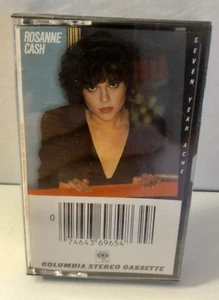 ROSANNE
CASH
SEVEN YEAR ACHE
0
74643 69654
COLUMBIA STEREO CASSETTE